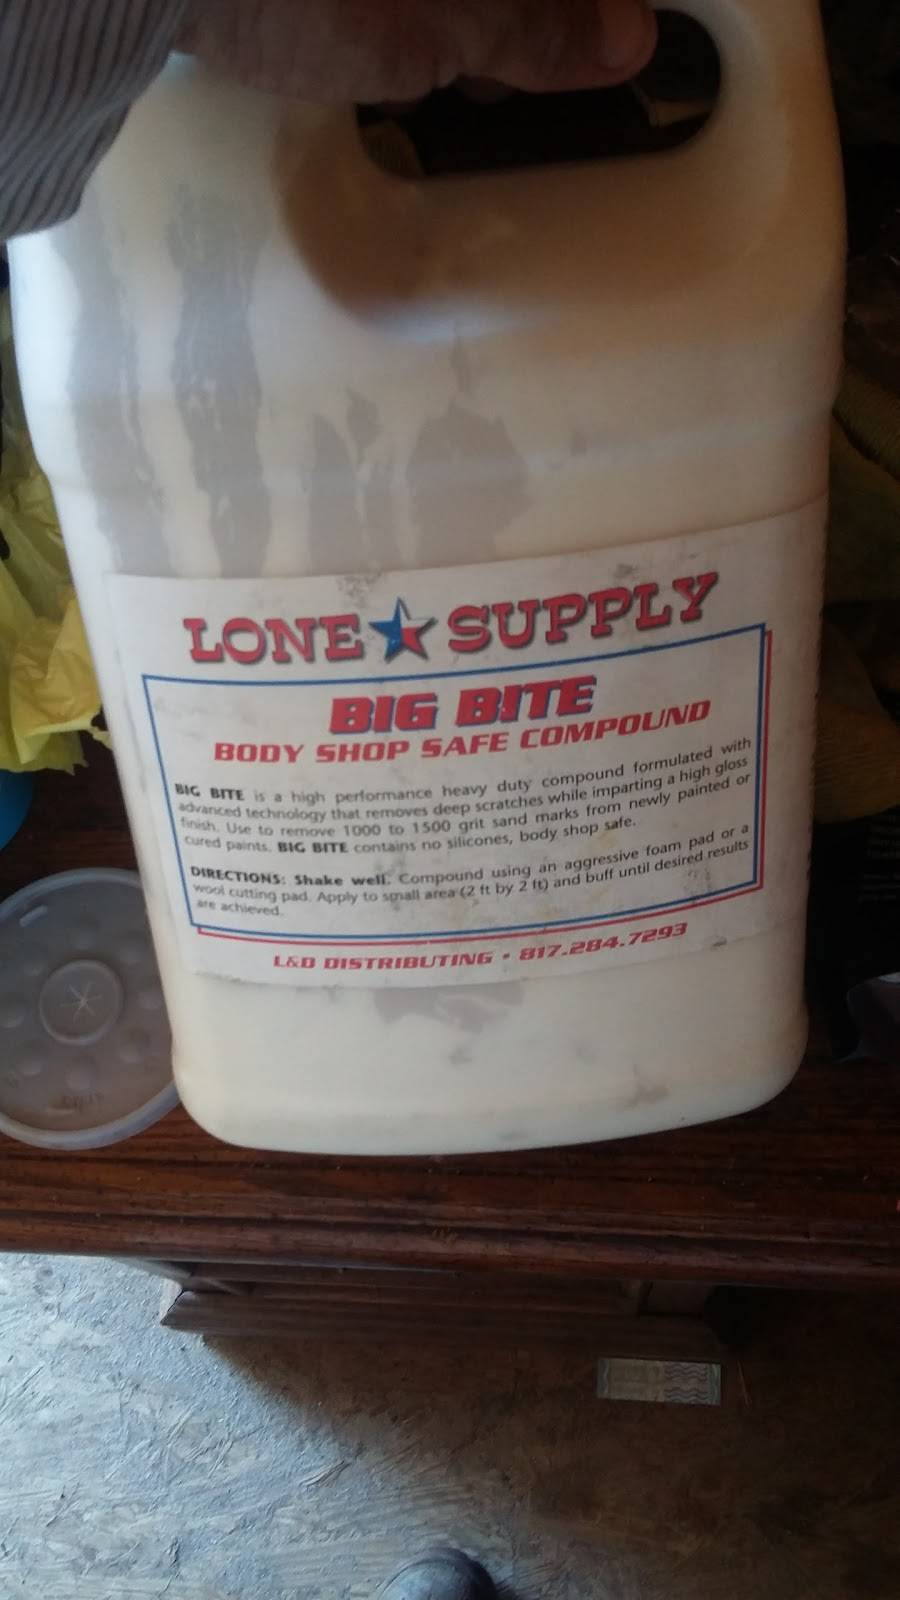 LONE SUPPLY
BIG BITE
BODY SHOP SAFE COMPOUND
BIG BITE is a high performance heavy duty compound formulated with
advanced technology that removes deep scratches while imparting a high gloss
finish. Use to remove 1000 to 1500 grit sand marks from newly painted or
cured paints. BIG BITE contains no silicones, body shop safe.
DIRECTIONS: Shake well. Compound using an aggressive foam pad or a
wool cutting pad. Apply to small area (2 ft by 2 ft) and buff until desired results
are achieved.
L&D DISTRIBUTING • 817.284.7293